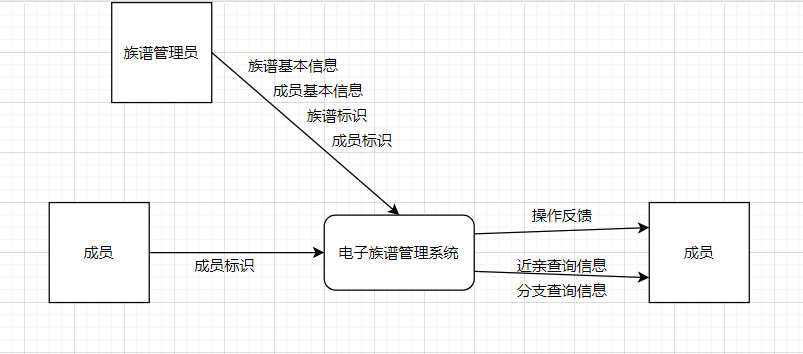 族谱管理员
族谱基本信息
成员基本信息
族谱标识
成员标识
成员
成员标识
电子族谱管理系统
操作反馈
近亲查询信息
分支查询信息
成员